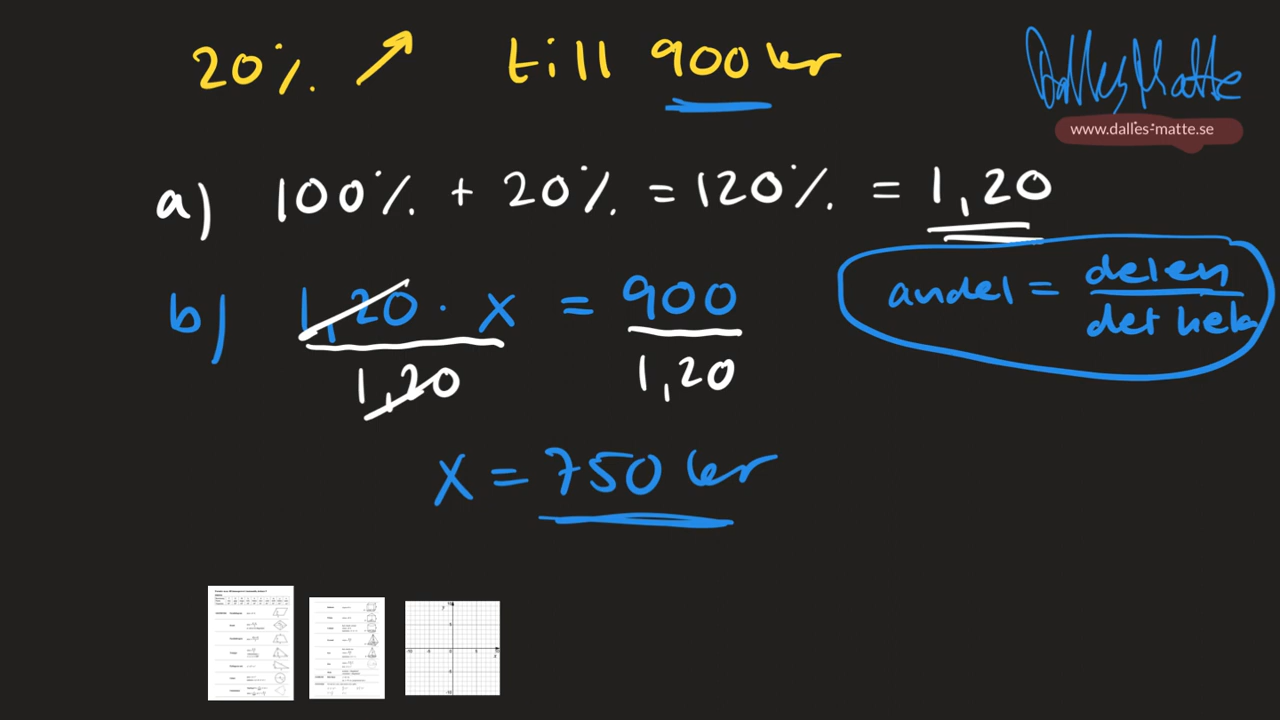 20% ↗ till 900 kr
Dalles Matte
www.dalles-matte.se
a) 100% + 20% = 120% = 1,20
b) 1,20 · x = 900
1,20 1,20
andel = delen
det hela
x = 750 kr